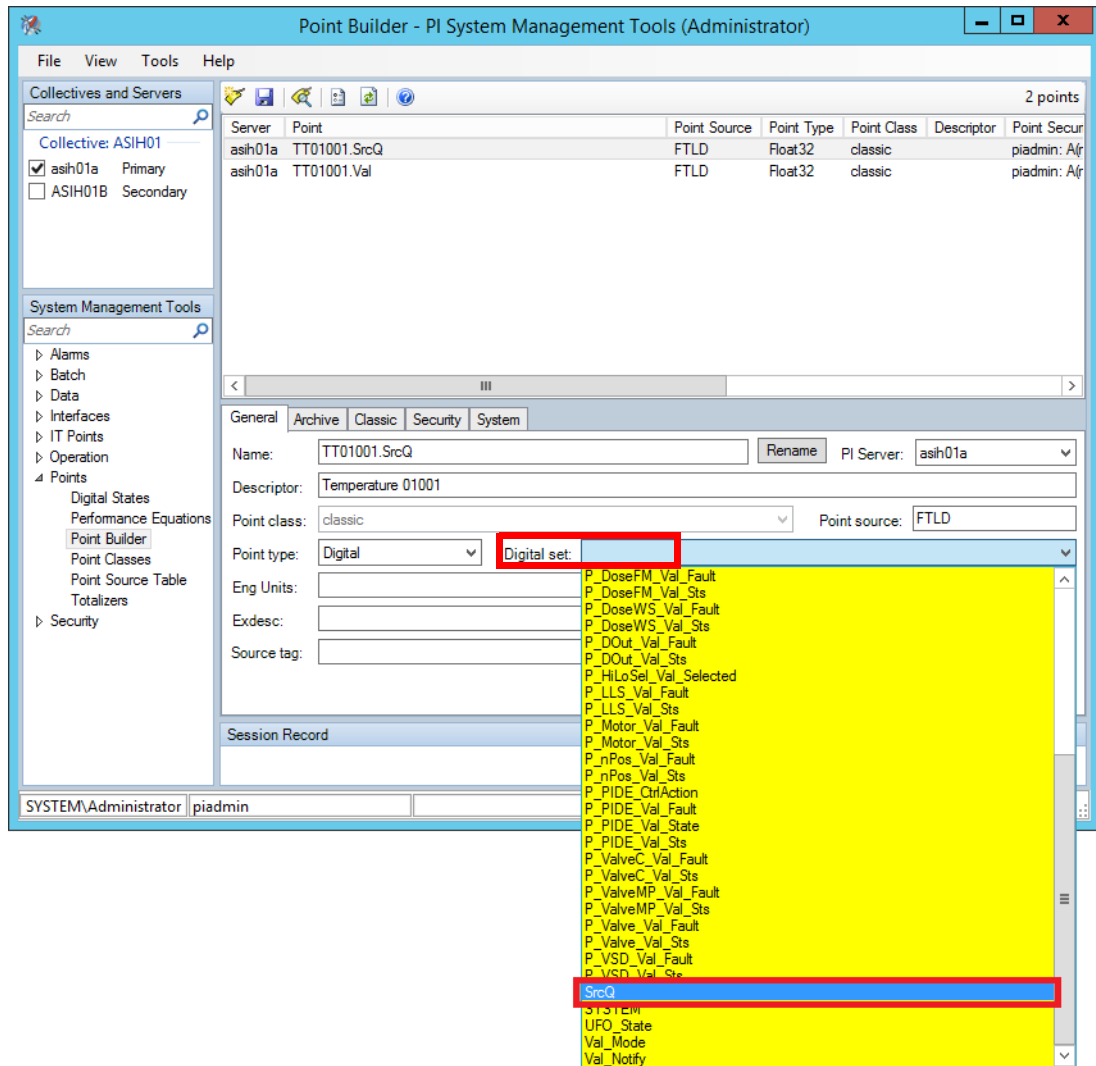 Point Builder - PI System Management Tools (Administrator)
File View Tools Help
Collectives and Servers
Search
Collective: ASIH01
asih01a Primary
ASIH01B Secondary
2 points
Server Point Point Source Point Type Point Class Descriptor Point Secur
asih01a TT01001.SrcQ FTLD Float32 classic piadmin: A(r
asih01a TT01001.Val FTLD Float32 classic piadmin: A(r
System Management Tools
Search
Alarms
Batch
Data
Interfaces
IT Points
Operation
Points
Digital States
Performance Equations
Point Builder
Point Classes
Point Source Table
Totalizers
Security
General Archive Classic Security System
Name: TT01001.SrcQ Rename PI Server: asih01a
Descriptor: Temperature 01001
Point class: classic Point source: FTLD
Point type: Digital Digital set:
Eng Units:
Exdesc:
Source tag:
P_DoseFM_Val_Fault
P_DoseFM_Val_Sts
P_DoseWS_Val_Fault
P_DoseWS_Val_Sts
P_DOut_Val_Fault
P_DOut_Val_Sts
P_HiLoSel_Val_Selected
P_LLS_Val_Fault
P_LLS_Val_Sts
P_Motor_Val_Fault
P_Motor_Val_Sts
P_nPos_Val_Fault
P_nPos_Val_Sts
P_PIDE_CtrlAction
P_PIDE_Val_Fault
P_PIDE_Val_State
P_PIDE_Val_Sts
P_ValveC_Val_Fault
P_ValveC_Val_Sts
P_ValveMP_Val_Fault
P_ValveMP_Val_Sts
P_Valve_Val_Fault
P_Valve_Val_Sts
P_VSD_Val_Fault
P_VSD_Val_Sts
SrcQ
SYSTEM
UFO_State
Val_Mode
Val_Notify
Session Record
SYSTEM\Administrator piadmin